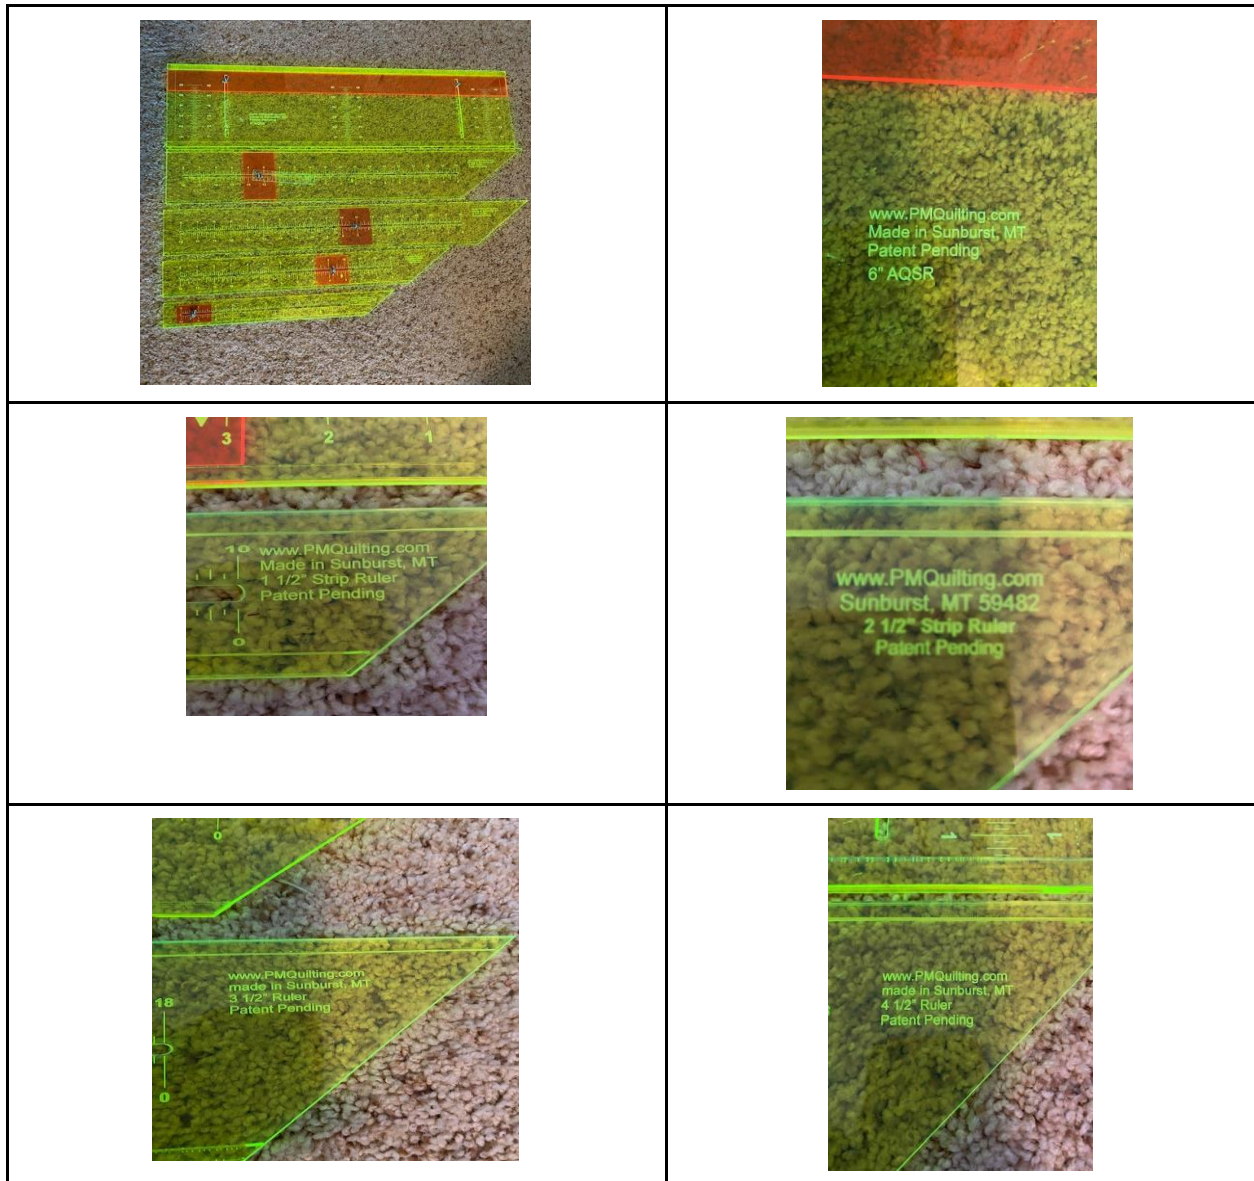 www.PMQuilting.com
Made in Sunburst, MT
Patent Pending
6" AQSR
3 2 1
10
www.PMQuilting.com
Made in Sunburst, MT
1 1/2" Strip Ruler
Patent Pending
0
www.PMQuilting.com
Sunburst, MT 59482
2 1/2" Strip Ruler
Patent Pending
0
www.PMQuilting.com
made in Sunburst, MT
3 1/2" Ruler
Patent Pending
18
0
1 1
www.PMQuilting.com
made in Sunburst, MT
4 1/2" Ruler
Patent Pending